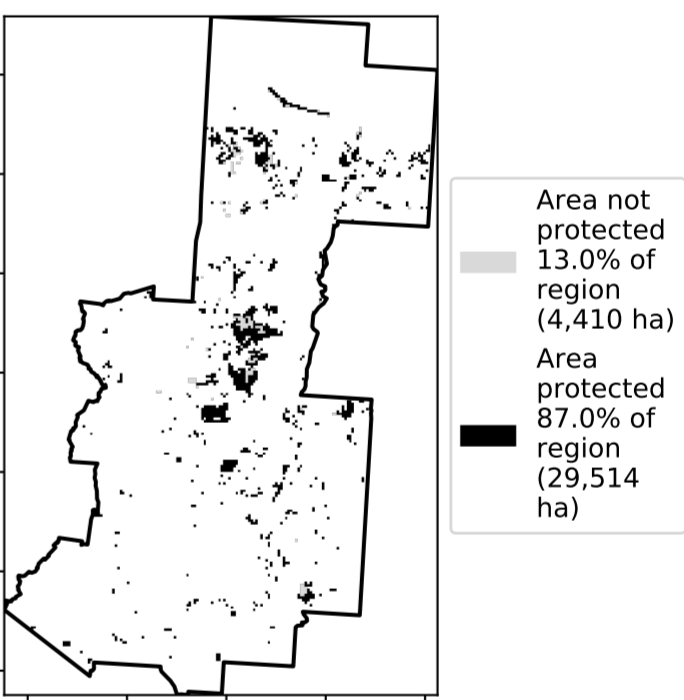 Area not
protected
13.0% of
region
(4,410 ha)
Area
protected
87.0% of
region
(29,514
ha)